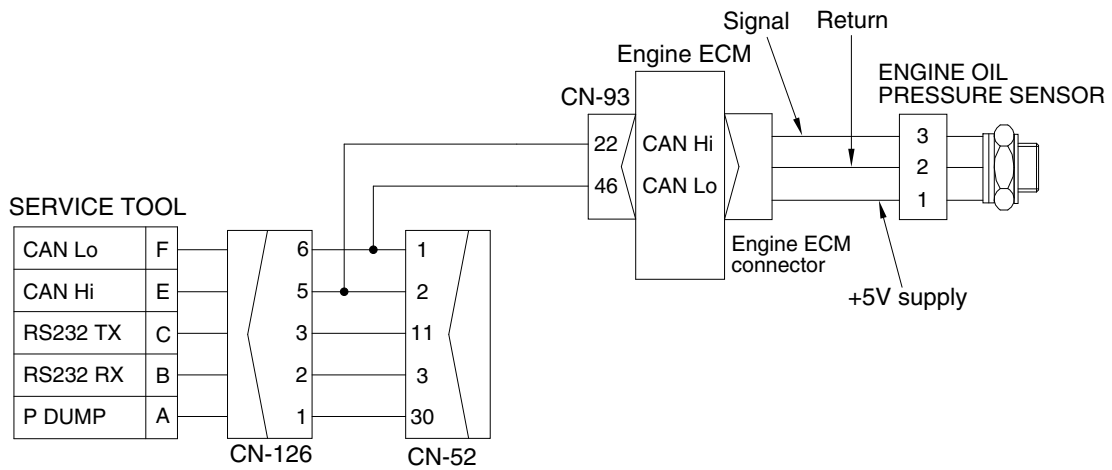 Signal
Return
Engine ECM
ENGINE OIL
PRESSURE SENSOR
CN-93
22
CAN Hi
46
CAN Lo
3
2
1
Engine ECM
connector
+5V supply
SERVICE TOOL
CAN Lo F 6 1
CAN Hi E 5 2
RS232 TX C 3 11
RS232 RX B 2 3
P DUMP A 1 30
CN-126
CN-52